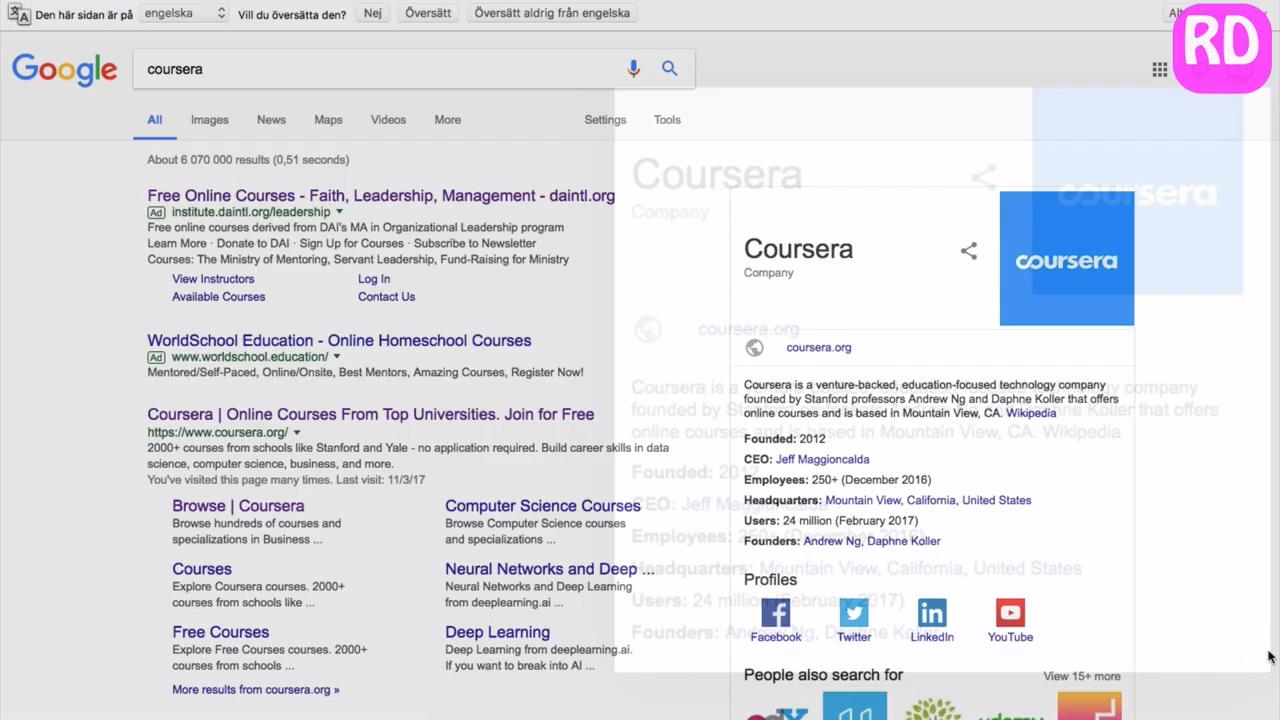 Den här sidan är på engelska Vill du översätta den? Nej Översätt Översätt aldrig från engelska
RD
Google coursera
All Images News Maps Videos More Settings Tools
About 6 070 000 results (0,51 seconds)
Free Online Courses - Faith, Leadership, Management - daintl.org
Ad institute.daintl.org/leadership
Free online courses derived from DAI's MA in Organizational Leadership program
Learn More · Donate to DAI · Sign Up for Courses · Subscribe to Newsletter
Courses: The Ministry of Mentoring, Servant Leadership, Fund-Raising for Ministry
View Instructors Log In
Available Courses Contact Us
WorldSchool Education - Online Homeschool Courses
Ad www.worldschool.education/
Mentored/Self-Paced, Online/Onsite, Best Mentors, Amazing Courses, Register Now!
Coursera | Online Courses From Top Universities. Join for Free
https://www.coursera.org/
2000+ courses from schools like Stanford and Yale - no application required. Build career skills in data
science, computer science, business, and more.
You've visited this page many times. Last visit: 11/3/17
Browse | Coursera
Browse hundreds of courses and
specializations in Business ...
Computer Science Courses
Browse Computer Science courses
and specializations ...
Courses
Explore Coursera courses. 2000+
courses from schools like ...
Neural Networks and Deep ...
Neural Networks and Deep Learning
from deeplearning.ai ...
Free Courses
Explore Free Courses courses. 2000+
courses from schools ...
Deep Learning
Deep Learning from deeplearning.ai.
If you want to break into AI ...
More results from coursera.org »
Coursera
Company
coursera
coursera.org
Coursera is a venture-backed, education-focused technology company
founded by Stanford professors Andrew Ng and Daphne Koller that offers
online courses and is based in Mountain View, CA. Wikipedia
Founded: 2012
CEO: Jeff Maggioncalda
Employees: 250+ (December 2016)
Headquarters: Mountain View, California, United States
Users: 24 million (February 2017)
Founders: Andrew Ng, Daphne Koller
Profiles
Facebook Twitter LinkedIn YouTube
People also search for View 15+ more